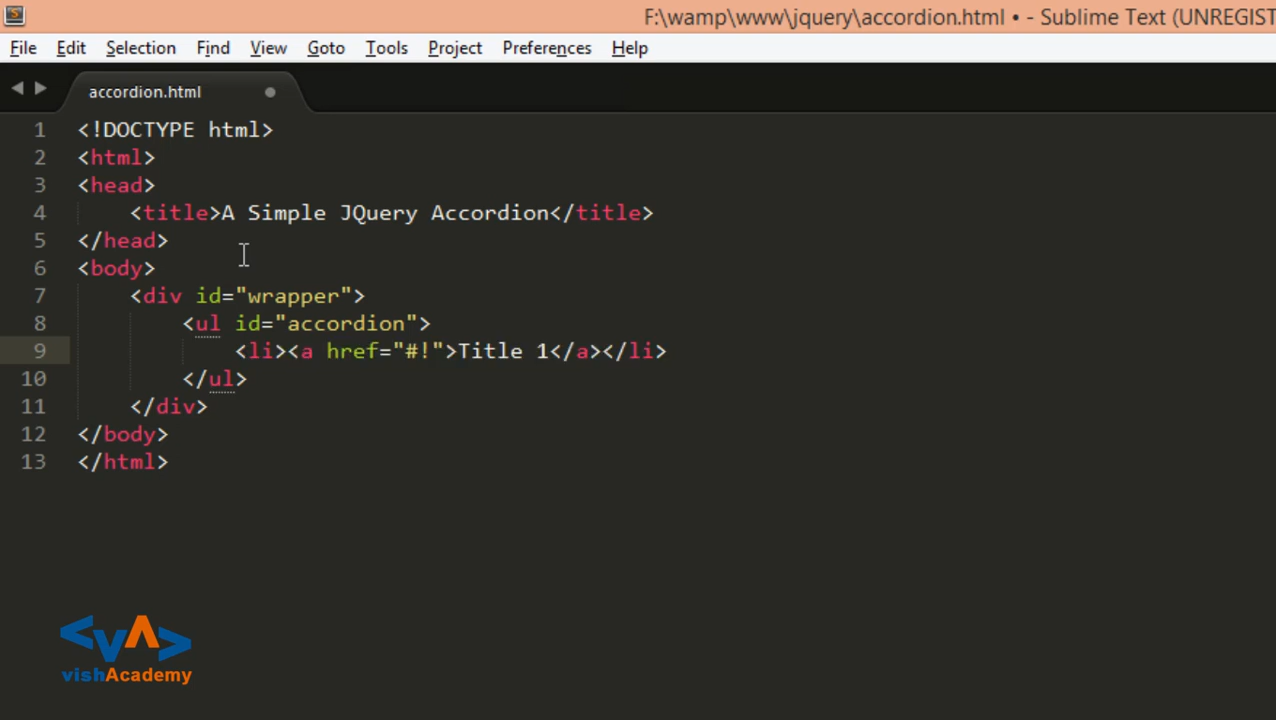 F:\wamp\www\jquery\accordion.html • - Sublime Text (UNREGIST
File Edit Selection Find View Goto Tools Project Preferences Help
accordion.html
1 <!DOCTYPE html>
2 <html>
3 <head>
4 <title>A Simple JQuery Accordion</title>
5 </head>
6 <body>
7 <div id="wrapper">
8 <ul id="accordion">
9 <li><a href="#!">Title 1</a></li>
10 </ul>
11 </div>
12 </body>
13 </html>
<VA>
vishAcademy